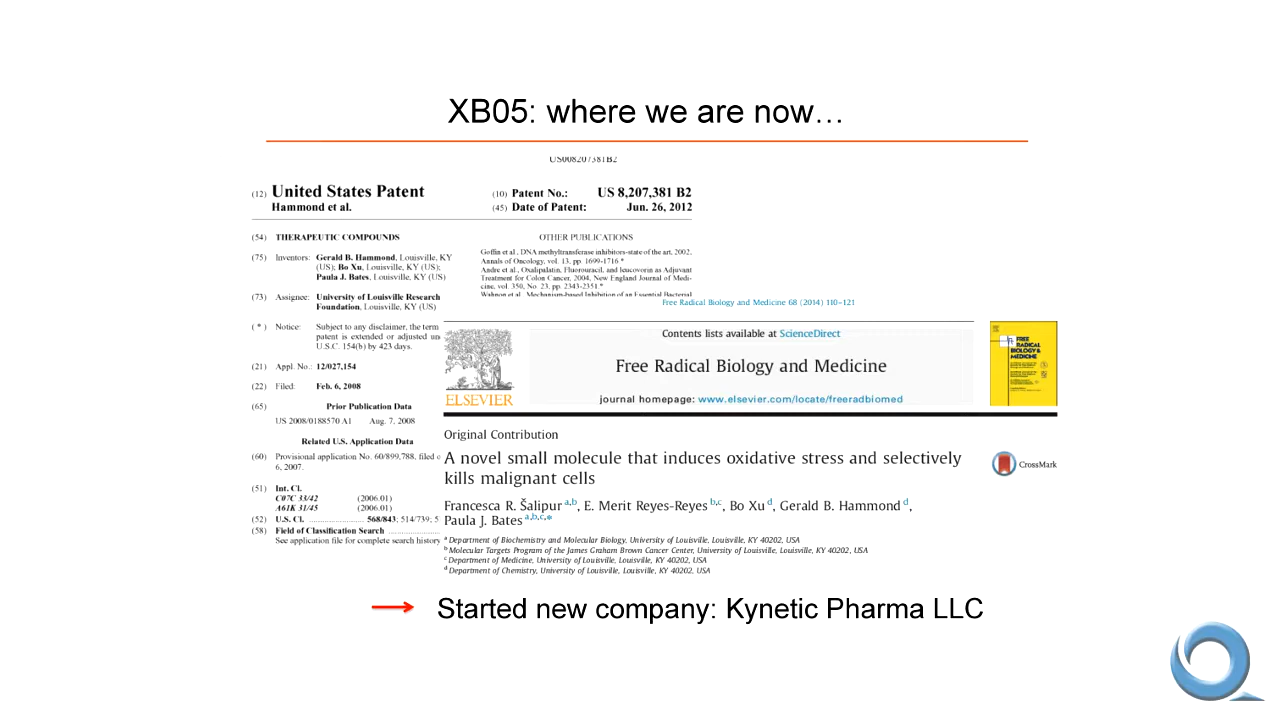 XB05: where we are now…
US008207381B2
(12) United States Patent
Hammond et al.
(10) Patent No.: US 8,207,381 B2
(45) Date of Patent: Jun. 26, 2012
(54) THERAPEUTIC COMPOUNDS
(75) Inventors: Gerald B. Hammond, Louisville, KY
(US); Bo Xu, Louisville, KY (US);
Paula J. Bates, Louisville, KY (US)
(73) Assignee: University of Louisville Research
Foundation, Louisville, KY (US)
(*) Notice: Subject to any disclaimer, the term
patent is extended or adjusted
U.S.C. 154(b) by 423 days.
(21) Appl. No.: 12/027,154
(22) Filed: Feb. 6, 2008
(65) Prior Publication Data
US 2008/0188570 A1 Aug. 7, 2008
Related U.S. Application Data
(60) Provisional application No. 60/899,788, filed
6, 2007.
(51) Int. Cl.
C07C 33/42 (2006.01)
A61K 31/45 (2006.01)
(52) U.S. Cl. ........................ 568/843; 514/739; 5
(58) Field of Classification Search ....................
See application file for complete search history
OTHER PUBLICATIONS
Goffin et al., DNA methyltransferase inhibitors-state of the art, 2002,
Annals of Oncology, vol. 13, pp. 1699-1716.*
Andre et al., Oxalipatin, Fluorouracil, and leucovorin as Adjuvant
Treatment for Colon Cancer, 2004, New England Journal of Medi-
cine, vol. 350, No. 23, pp. 2343-2351.*
et al., Mechanism-based Inhibition of an Essential Bacterial
Free Radical Biology and Medicine 68 (2014) 110–121
Contents lists available at ScienceDirect
Free Radical Biology and Medicine
journal homepage: www.elsevier.com/locate/freeradbiomed
ELSEVIER
FREE
RADICAL
BIOLOGY &
MEDICINE
Original Contribution
A novel small molecule that induces oxidative stress and selectively
kills malignant cells
CrossMark
Francesca R. Šalipur a,b, E. Merit Reyes-Reyes b,c, Bo Xu d, Gerald B. Hammond d,
Paula J. Bates a,b,c,*
a Department of Biochemistry and Molecular Biology, University of Louisville, Louisville, KY 40202, USA
b Molecular Targets Program of the James Graham Brown Cancer Center, University of Louisville, Louisville, KY 40202, USA
c Department of Medicine, University of Louisville, Louisville, KY 40202, USA
d Department of Chemistry, University of Louisville, Louisville, KY 40202, USA
Started new company: Kynetic Pharma LLC